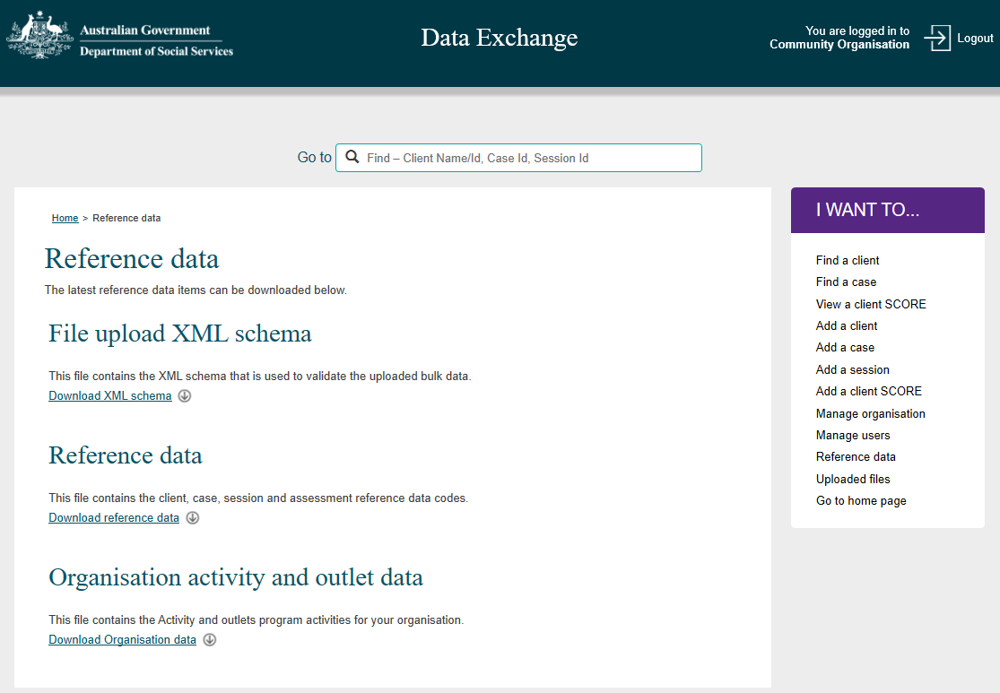 Australian Government
Department of Social Services
Data Exchange
You are logged in to
Community Organisation
Logout
Go to
Find – Client Name/Id, Case Id, Session Id
Home > Reference data
Reference data
The latest reference data items can be downloaded below.
File upload XML schema
This file contains the XML schema that is used to validate the uploaded bulk data.
Download XML schema
Reference data
This file contains the client, case, session and assessment reference data codes.
Download reference data
Organisation activity and outlet data
This file contains the Activity and outlets program activities for your organisation.
Download Organisation data
I WANT TO...
Find a client
Find a case
View a client SCORE
Add a client
Add a case
Add a session
Add a client SCORE
Manage organisation
Manage users
Reference data
Uploaded files
Go to home page